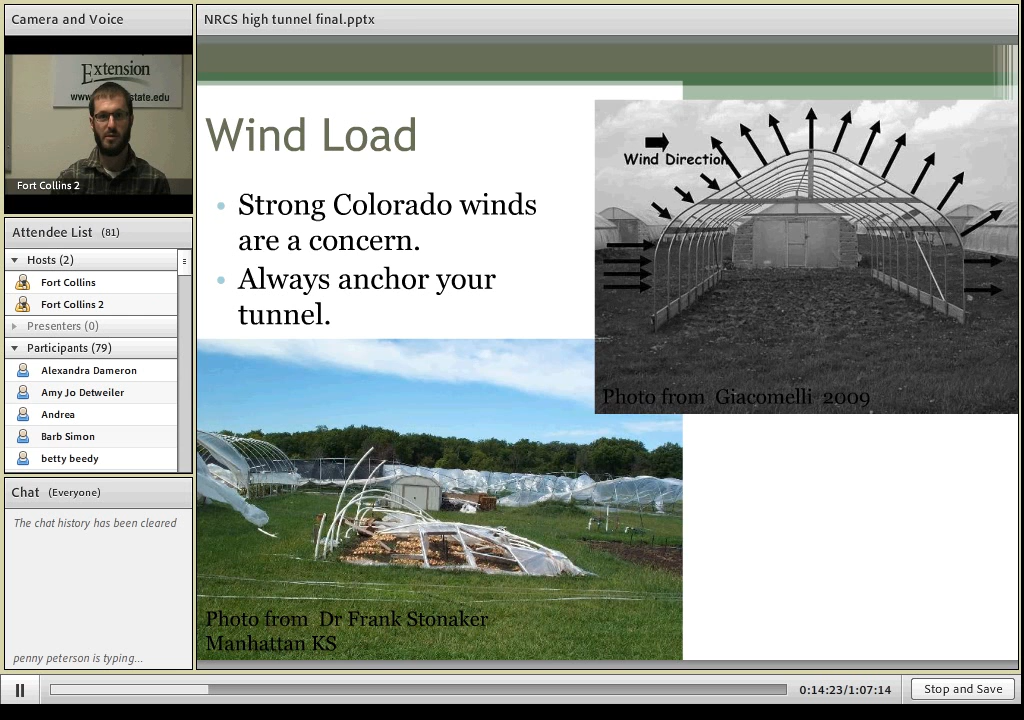 Camera and Voice
Extension
www.
state.edu
Fort Collins 2
Attendee List (81)
Hosts (2)
Fort Collins
Fort Collins 2
Presenters (0)
Participants (79)
Alexandra Dameron
Amy Jo Detweiler
Andrea
Barb Simon
betty beedy
Chat (Everyone)
The chat history has been cleared
penny peterson is typing...
NRCS high tunnel final.pptx
Wind Load
• Strong Colorado winds
are a concern.
• Always anchor your
tunnel.
Wind Direction
Photo from Giacomelli 2009
Photo from Dr Frank Stonaker
Manhattan KS
0:14:23/1:07:14
Stop and Save